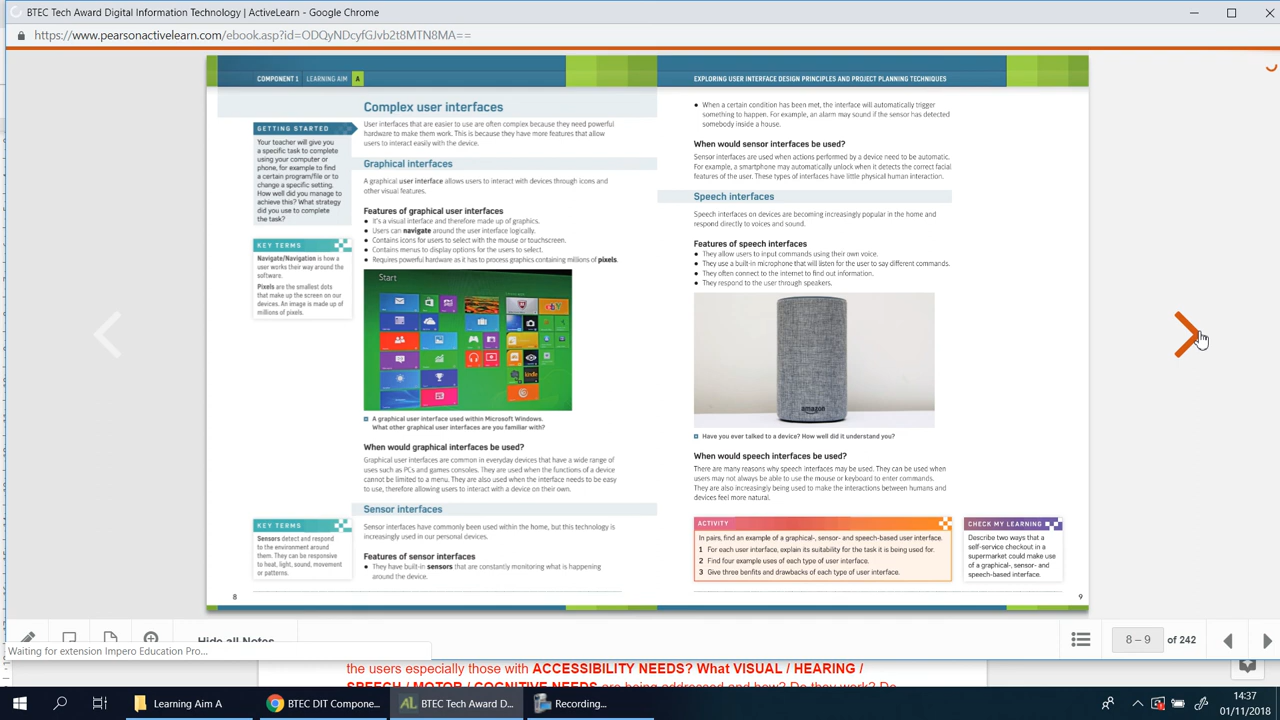 BTEC Tech Award Digital Information Technology | ActiveLearn - Google Chrome
https://www.pearsonactivelearn.com/ebook.asp?id=ODQyNDcyfGJvb2t8MTN8MA==
COMPONENT 1 LEARNING AIM A
Complex user interfaces
GETTING STARTED
Your teacher will give you
a specific task to complete
using your computer or
phone, for example to find
a certain program/file or to
change a specific setting.
How well did you manage to
achieve this? What strategy
did you use to complete
the task?
User interfaces that are easier to use are often complex because they need powerful
hardware to make them work. This is because they have more features that allow
users to interact easily with the device.
Graphical interfaces
A graphical user interface allows users to interact with devices through icons and
other visual features.
Features of graphical user interfaces
● It's a visual interface and therefore made up of graphics.
● Users can navigate around the user interface logically.
● Contains icons for users to select with the mouse or touchscreen.
● Contains menus to display options for the users to select.
● Requires powerful hardware as it has to process graphics containing millions of pixels.
KEY TERMS
Navigate/Navigation is how a
user works their way around the
software.
Pixels are the smallest dots
that make up the screen on our
devices. An image is made up of
millions of pixels.
Start
A graphical user interface used within Microsoft Windows.
What other graphical user interfaces are you familiar with?
When would graphical interfaces be used?
Graphical user interfaces are common in everyday devices that have a wide range of
uses such as PCs and games consoles. They are used when the functions of a device
cannot be limited to a menu. They are also used when the interface needs to be easy
to use, therefore allowing users to interact with a device on their own.
Sensor interfaces
Sensor interfaces have commonly been used within the home, but this technology is
increasingly used in our personal devices.
Features of sensor interfaces
● They have built-in sensors that are constantly monitoring what is happening
around the device.
KEY TERMS
Sensors detect and respond
to the environment around
them. They can be responsive
to heat, light, sound, movement
or patterns.
8
EXPLORING USER INTERFACE DESIGN PRINCIPLES AND PROJECT PLANNING TECHNIQUES
● When a certain condition has been met, the interface will automatically trigger
something to happen. For example, an alarm may sound if the sensor has detected
somebody inside a house.
When would sensor interfaces be used?
Sensor interfaces are used when actions performed by a device need to be automatic.
For example, a smartphone may automatically unlock when it detects the correct facial
features of the user. These types of interfaces have little physical human interaction.
Speech interfaces
Speech interfaces on devices are becoming increasingly popular in the home and
respond directly to voices and sound.
Features of speech interfaces
● They allow users to input commands using their own voice.
● They use a built-in microphone that will listen for the user to say different commands.
● They often connect to the internet to find out information.
● They respond to the user through speakers.
amazon
Have you ever talked to a device? How well did it understand you?
When would speech interfaces be used?
There are many reasons why speech interfaces may be used. They can be used when
users may not always be able to use the mouse or keyboard to enter commands.
They are also increasingly being used to make the interactions between humans and
devices feel more natural.
ACTIVITY
In pairs, find an example of a graphical-, sensor- and speech-based user interface.
1 For each user interface, explain its suitability for the task it is being used for.
2 Find four example uses of each type of user interface.
3 Give three benfits and drawbacks of each type of user interface.
CHECK MY LEARNING
Describe two ways that a
self-service checkout in a
supermarket could make use
of a graphical-, sensor- and
speech-based interface.
9
Hide all Notes
8 – 9 of 242
Waiting for extension Impero Education Pro...
the users especially those with ACCESSIBILITY NEEDS? What VISUAL / HEARING /
SPEECH / MOTOR / COGNITIVE NEEDS are being addressed and how? Do they work? Do
Learning Aim A
BTEC DIT Compone...
BTEC Tech Award D...
Recording...
14:37
01/11/2018